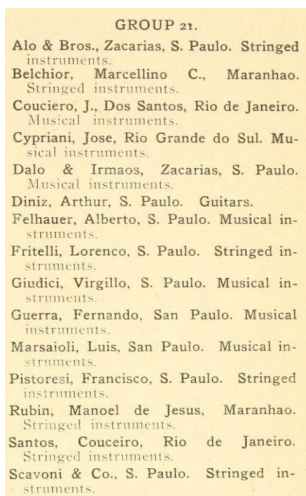 GROUP 21.
Alo & Bros., Zacarias, S. Paulo. Stringed
instruments.
Belchior, Marcellino C., Maranhao.
Stringed instruments.
Couciero, J., Dos Santos, Rio de Janeiro.
Musical instruments.
Cypriani, Jose, Rio Grande do Sul. Mu-
sical instruments.
Dalo & Irmaos, Zacarias, S. Paulo.
Musical instruments.
Diniz, Arthur, S. Paulo. Guitars.
Felhauer, Alberto, S. Paulo. Musical in-
struments.
Fritelli, Lorenco, S. Paulo. Stringed in-
struments.
Giudici, Virgillo, S. Paulo. Musical in-
struments.
Guerra, Fernando, San Paulo. Musical
instruments.
Marsaioli, Luis, San Paulo. Musical in-
struments.
Pistoresi, Francisco, S. Paulo. Stringed
instruments.
Rubin, Manoel de Jesus, Maranhao.
Stringed instruments.
Santos, Couceiro, Rio de Janeiro.
Stringed instruments.
Scavoni & Co., S. Paulo. Stringed in-
struments.